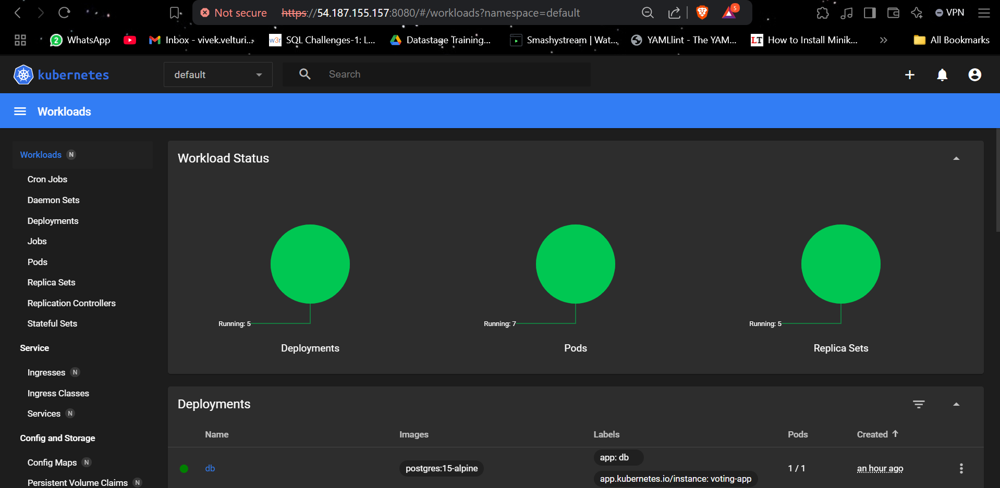 Not secure https://54.187.155.157:8080/#/workloads?namespace=default 5 VPN
2 WhatsApp Inbox - vivek.velturi... w3r SQL Challenges-1: L... Datastage Training... Smashystream | Wat... YAMLlint - The YAM... LT How to Install Minik... » All Bookmarks
kubernetes default Search
Workloads
Workloads N
Cron Jobs
Daemon Sets
Deployments
Jobs
Pods
Replica Sets
Replication Controllers
Stateful Sets
Service
Ingresses N
Ingress Classes
Services N
Config and Storage
Config Maps N
Persistent Volume Claims N
Workload Status
Running: 5 Running: 7 Running: 5
Deployments Pods Replica Sets
Deployments
Name Images Labels Pods Created
app: db
db postgres:15-alpine 1 / 1 an hour ago
app.kubernetes.io/instance: voting-app